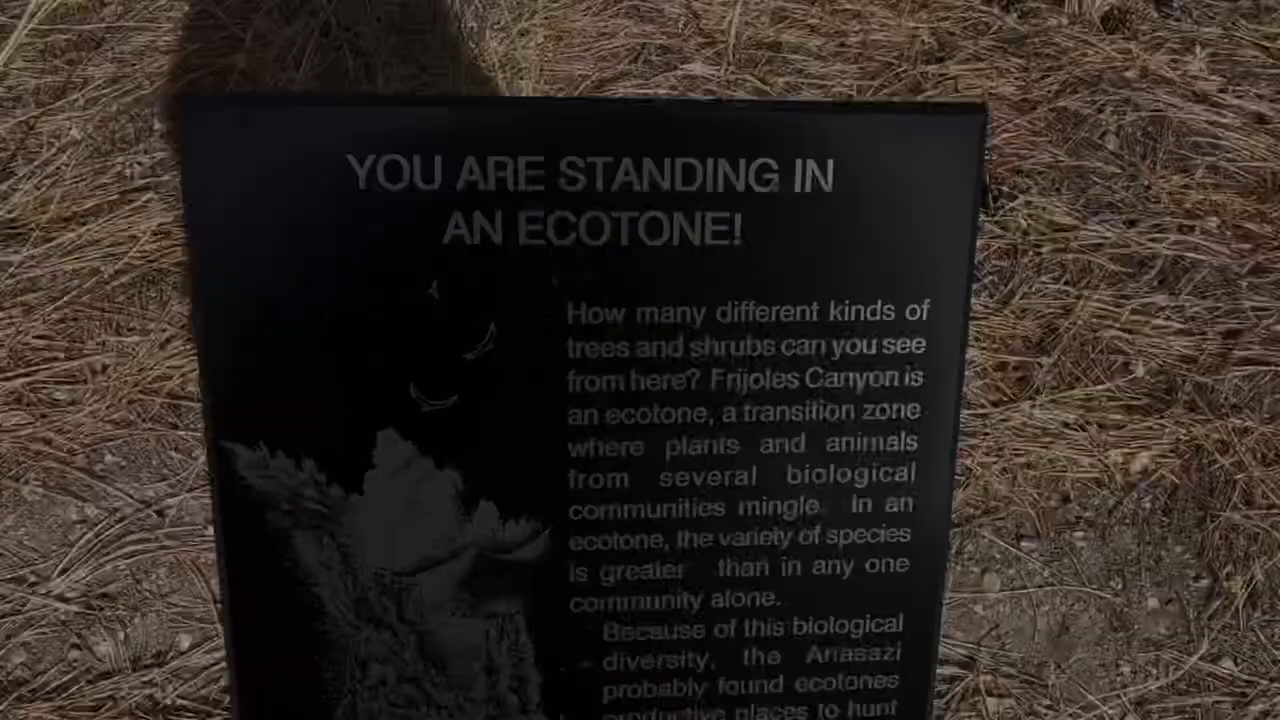 YOU ARE STANDING IN
AN ECOTONE!
How many different kinds of
trees and shrubs can you see
from here? Frijoles Canyon is
an ecotone, a transition zone
where plants and animals
from several biological
communities mingle. In an
ecotone, the variety of species
is greater than in any one
community alone.
Because of this biological
diversity, the Anasazi
probably found ecotones
productive places to hunt